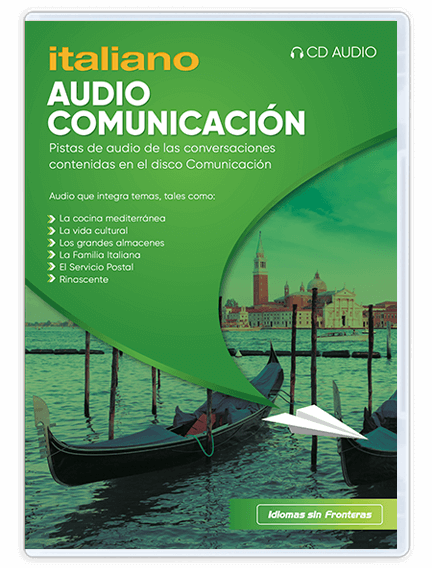 italiano
CD AUDIO
AUDIO
COMUNICACIÓN
Pistas de audio de las conversaciones
contenidas en el disco Comunicación
Audio que integra temas, tales como:
La cocina mediterránea
La vida cultural
Los grandes almacenes
La Familia Italiana
El Servicio Postal
Rinascente
Idiomas sin Fronteras